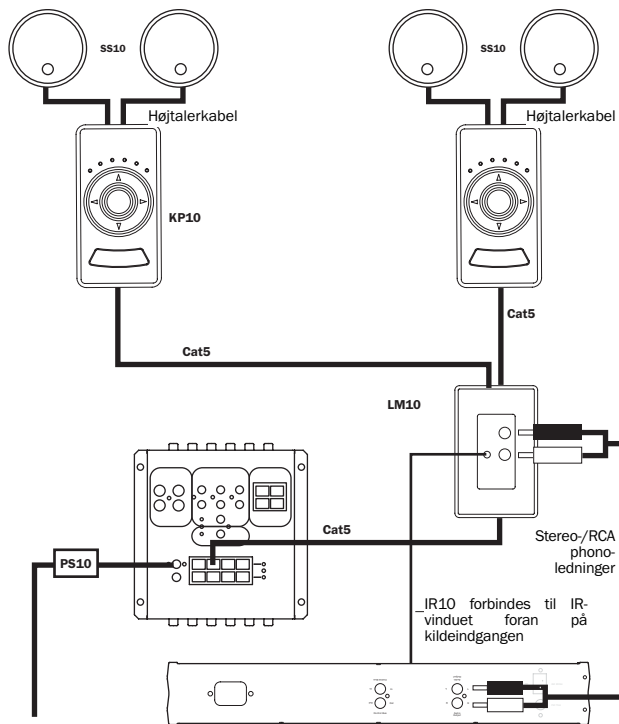 SS10
SS10
Højtalerkabel
Højtalerkabel
KP10
Cat5
Cat5
LM10
Cat5
Stereo-/RCA
phono-
ledninger
PS10
_IR10 forbindes til IR-
vinduet foran på
kildeindgangen